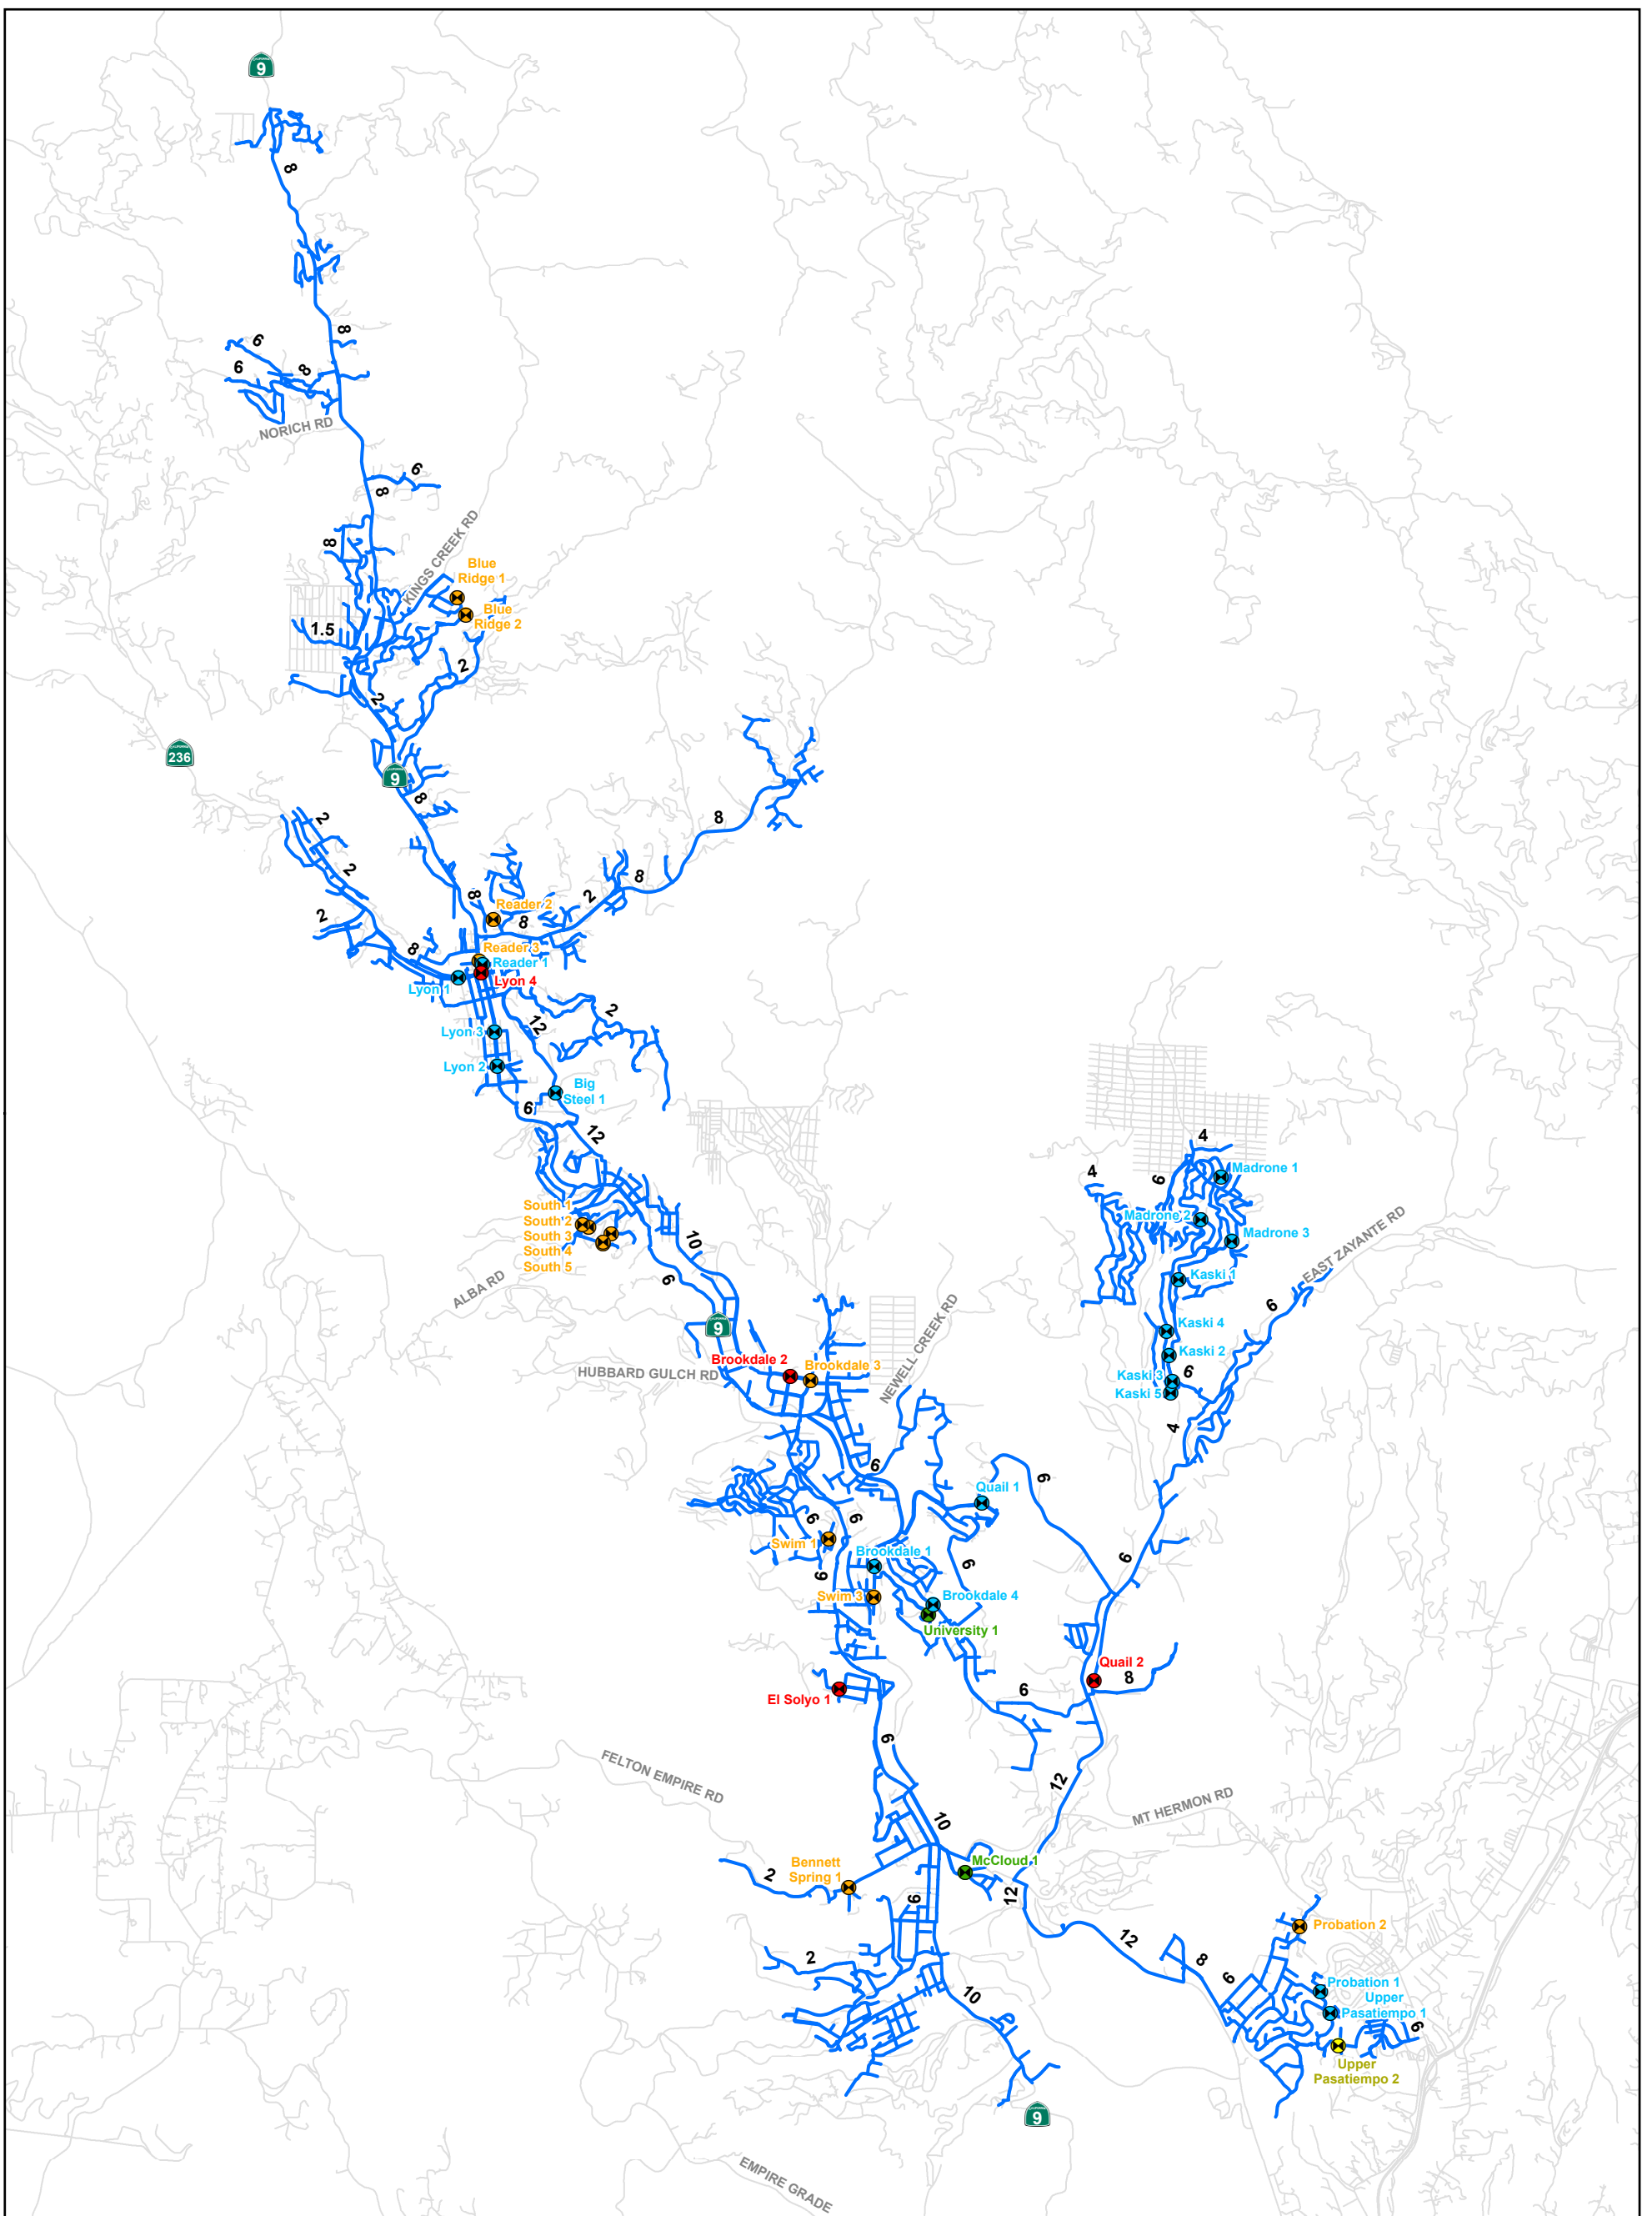 9
8
8
6
6
8
NORICH RD
6
8
8
KINGS CREEK RD
Blue
Ridge 1
Blue
Ridge 2
1.5
2
2
236
9
8
8
2
2
8
2
2
8
Reader 2
8
8
Reader 3
Reader 1
Lyon 4
Lyon 1
2
12
Lyon 3
Lyon 2
Big
Steel 1
6
12
4
4
6
Madrone 1
Madrone 2
Madrone 3
EAST ZAYANTE RD
South 1
South 2
South 3
South 4
South 5
10
6
ALBA RD
Kaski 1
6
9
NEWELL CREEK RD
Kaski 4
Kaski 2
Kaski 3
6
Kaski 5
Brookdale 2
Brookdale 3
HUBBARD GULCH RD
4
6
6
Quail 1
6
6
Swim 1
Brookdale 1
6
6
6
Swim 3
Brookdale 4
University 1
Quail 2
8
El Solyo 1
6
6
FELTON EMPIRE RD
12
MT HERMON RD
10
Bennett
Spring 1
McCloud 1
2
6
12
Probation 2
12
8
2
6
10
Probation 1
Upper
Pasatiempo 1
6
Upper
Pasatiempo 2
9
EMPIRE GRADE